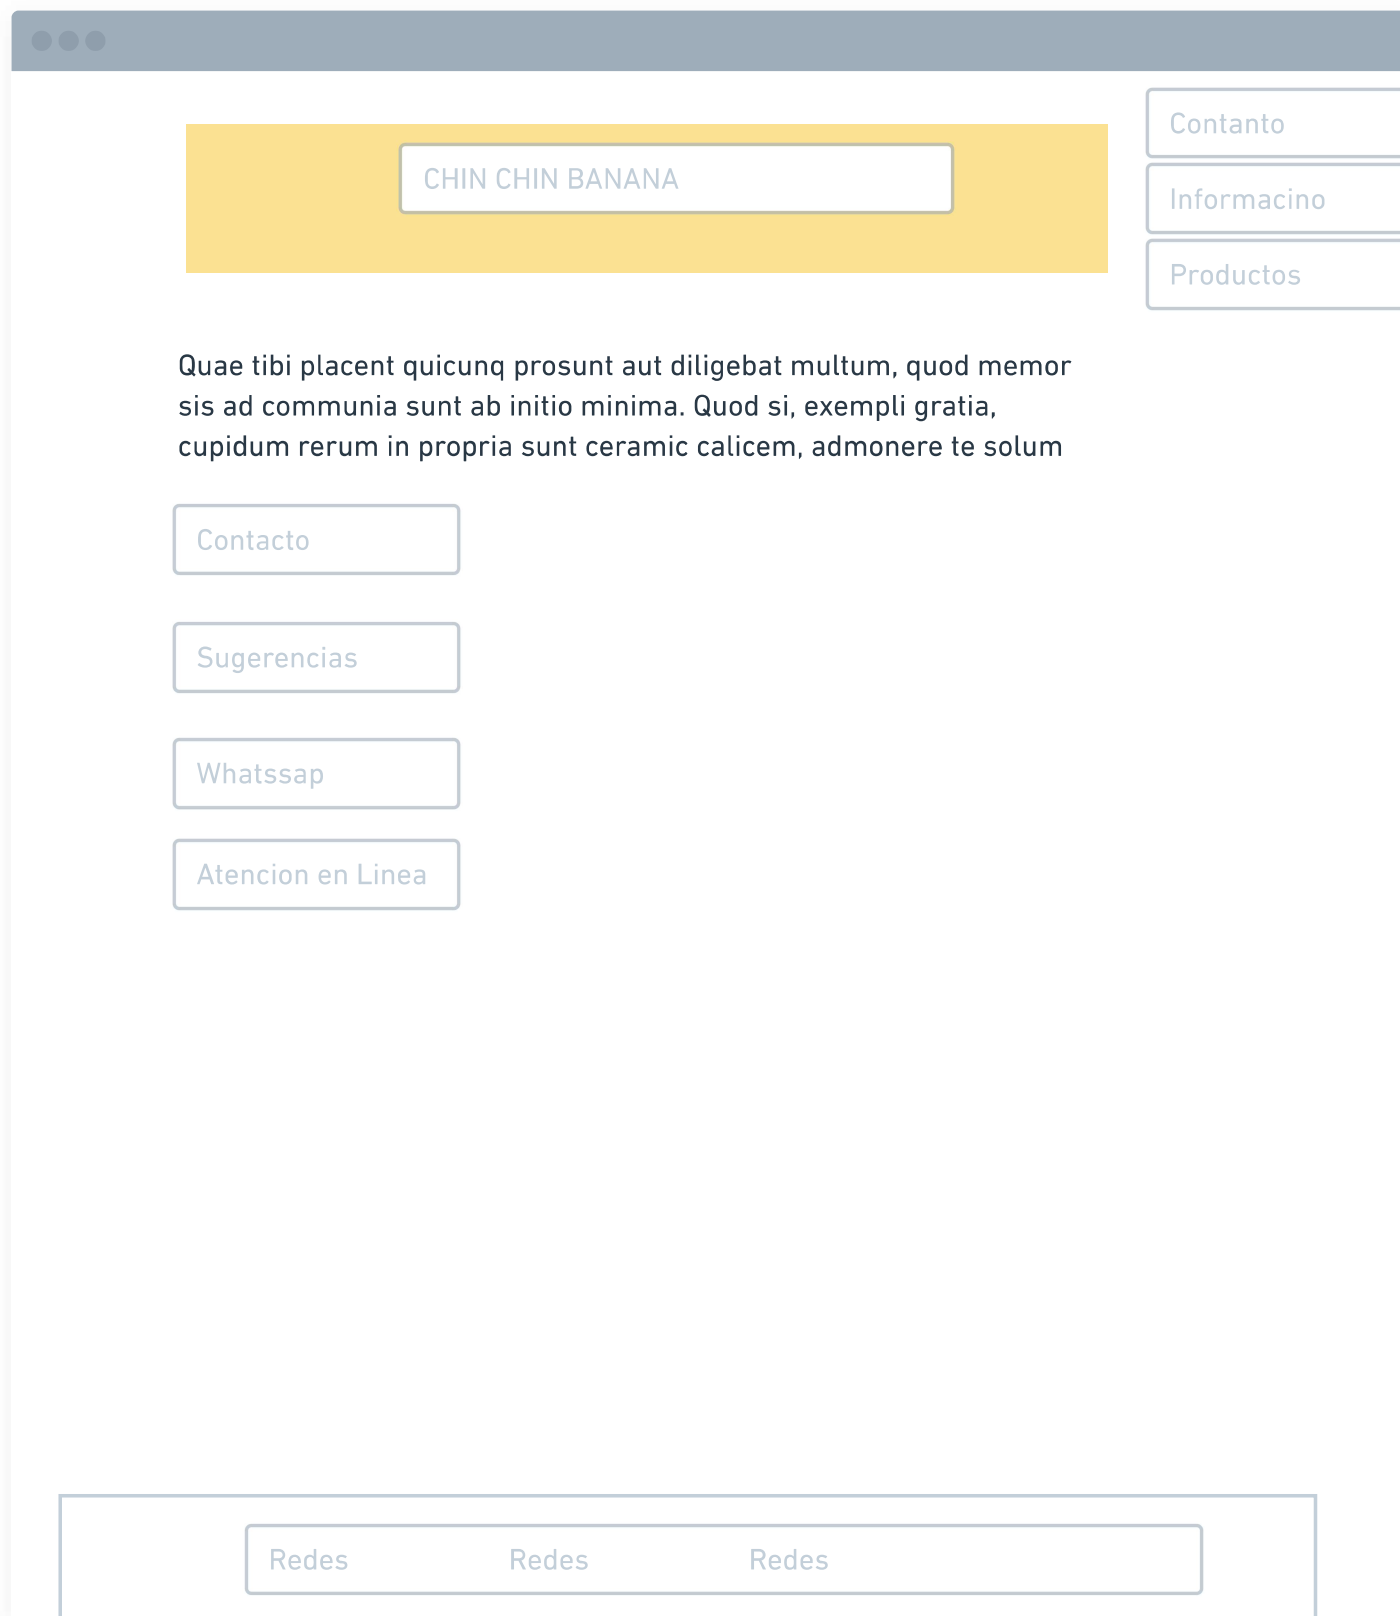 CHIN CHIN BANANA
Contanto
Informacino
Productos
Quae tibi placent quicunq prosunt aut diligebat multum, quod memor
sis ad communia sunt ab initio minima. Quod si, exempli gratia,
cupidum rerum in propria sunt ceramic calicem, admonere te solum
Contacto
Sugerencias
Whatssap
Atencion en Linea
Redes Redes Redes